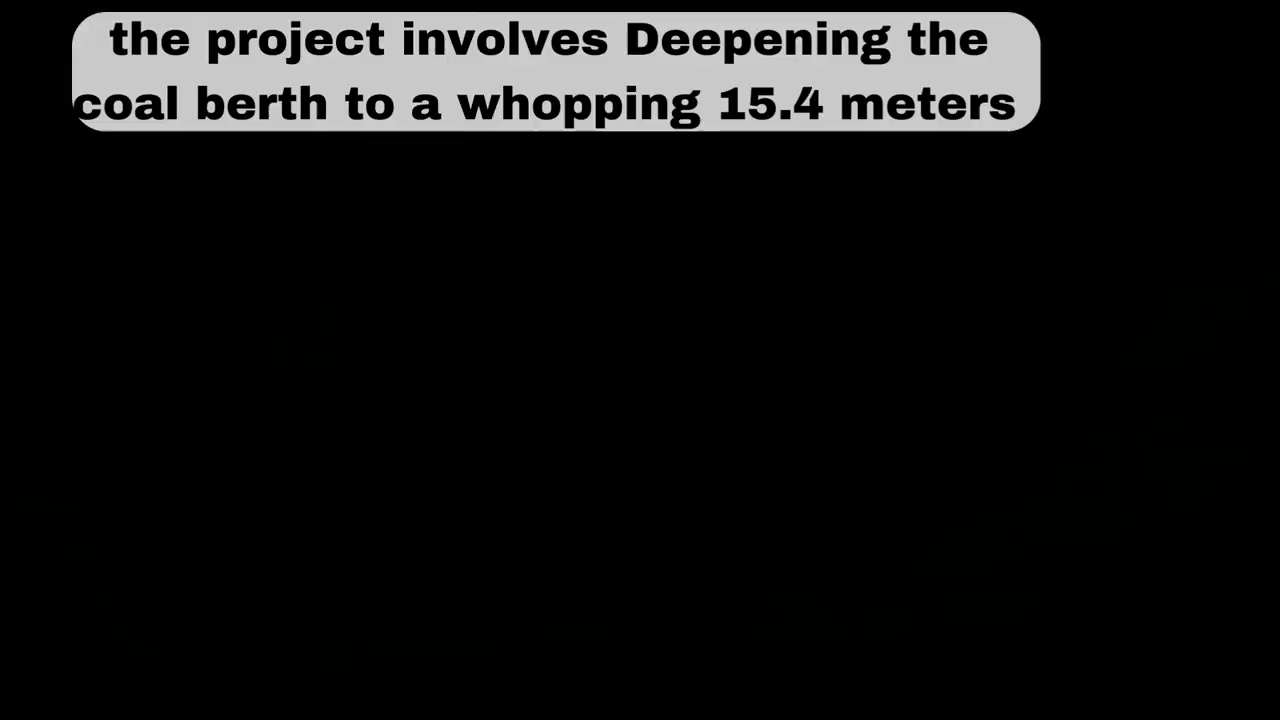 the project involves Deepening the
coal berth to a whopping 15.4 meters